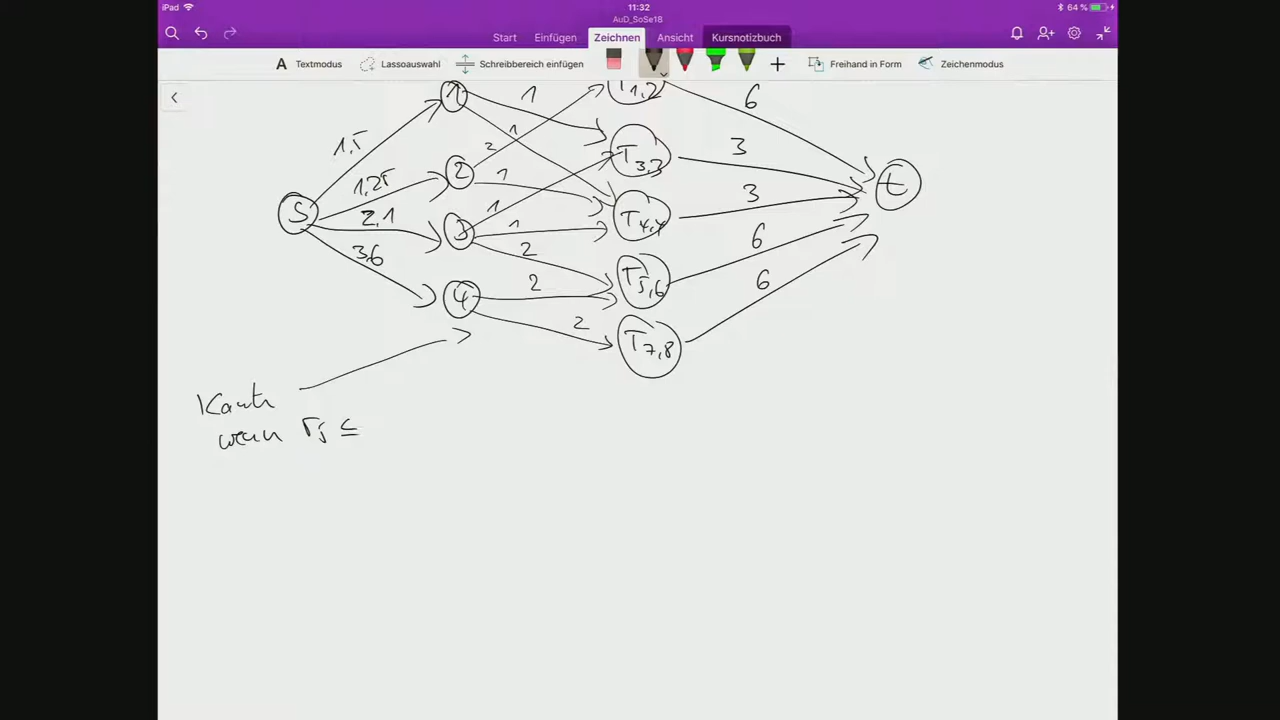 iPad
11:32
64 %
AuD_SoSe18
Start Einfügen Zeichnen Ansicht Kursnotizbuch
A Textmodus Lassoauswahl Schreibbereich einfügen Freihand in Form Zeichenmodus
1 1 T1,2 6
1,5 1 T3,3 3
2 2
1,25 1 3 t
S 2,1 1 T4,4
3 1 6
3,6 2 T5,6
4 2 6
2 T7,8
Kante
wenn Tj ⊆